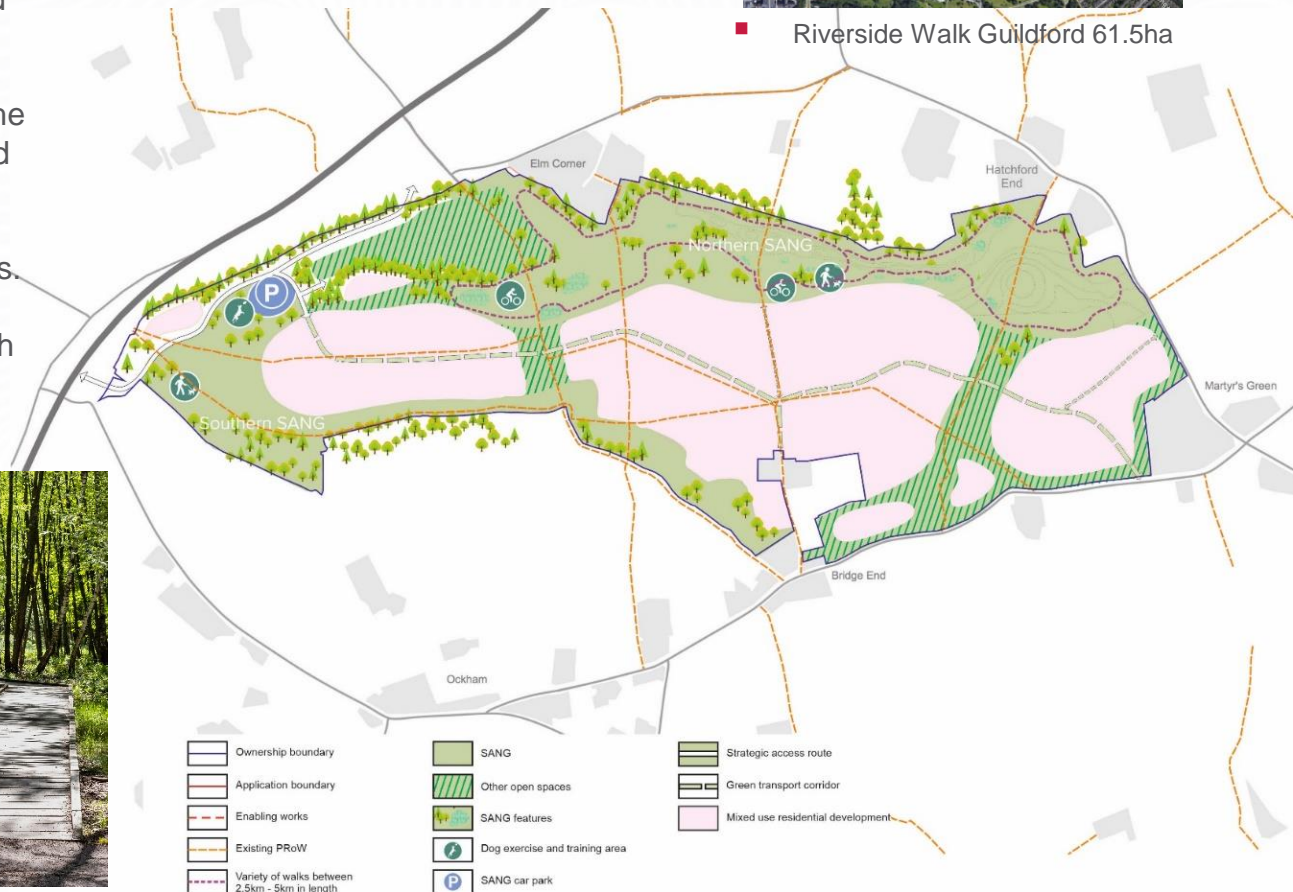 Riverside Walk Guildford 61.5ha
Elm Corner
Hatchford
End
Northern SANG
P
Martyr's Green
Southern SANG
Bridge End
Ockham
Ownership boundary
Application boundary
Enabling works
Existing PRoW
Variety of walks between
2.5km - 5km in length
SANG
Other open spaces
SANG features
Dog exercise and training area
P
SANG car park
Strategic access route
Green transport corridor
Mixed use residential development